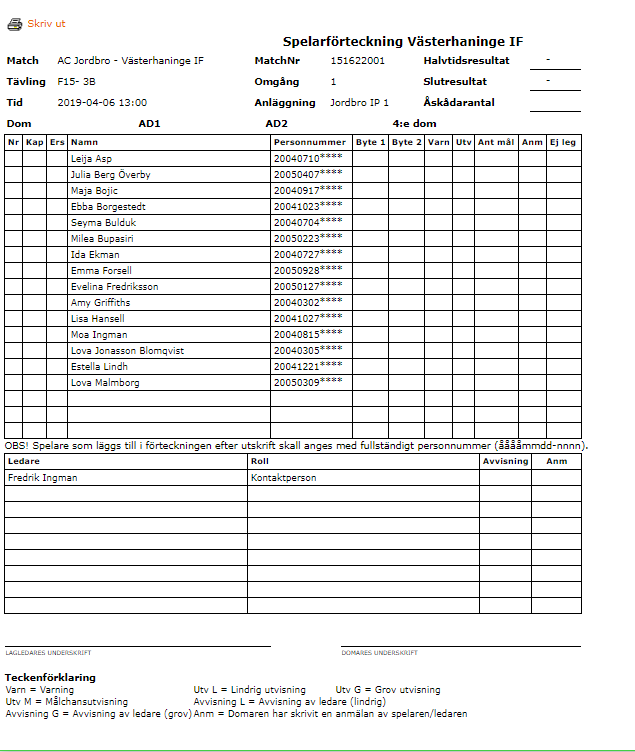 Skriv ut
Spelarförteckning Västerhaninge IF
Match AC Jordbro - Västerhaninge IF MatchNr 151622001 Halvtidsresultat -
Tävling F15- 3B Omgång 1 Slutresultat -
Tid 2019-04-06 13:00 Anläggning Jordbro IP 1 Åskådarantal
Dom AD1 AD2 4:e dom
Nr Kap Ers Namn Personnummer Byte 1 Byte 2 Varn Utv Ant mål Anm Ej leg
Leija Asp 20040710****
Julia Berg Överby 20050407****
Maja Bojic 20040917****
Ebba Borgestedt 20041023****
Seyma Bulduk 20040704****
Milea Bupasiri 20050223****
Ida Ekman 20040727****
Emma Forsell 20050928****
Evelina Fredriksson 20050127****
Amy Griffiths 20040302****
Lisa Hansell 20041027****
Moa Ingman 20040815****
Lova Jonasson Blomqvist 20040305****
Estella Lindh 20041221****
Lova Malmborg 20050309****
OBS! Spelare som läggs till i förteckningen efter utskrift skall anges med fullständigt personnummer (ååååmmdd-nnnn).
Ledare Roll Avvisning Anm
Fredrik Ingman Kontaktperson
LAGLEDARES UNDERSKRIFT DOMARES UNDERSKRIFT
Teckenförklaring
Varn = Varning Utv L = Lindrig utvisning Utv G = Grov utvisning
Utv M = Målchansutvisning Avvisning L = Avvisning av ledare (lindrig)
Avvisning G = Avvisning av ledare (grov) Anm = Domaren har skrivit en anmälan av spelaren/ledaren